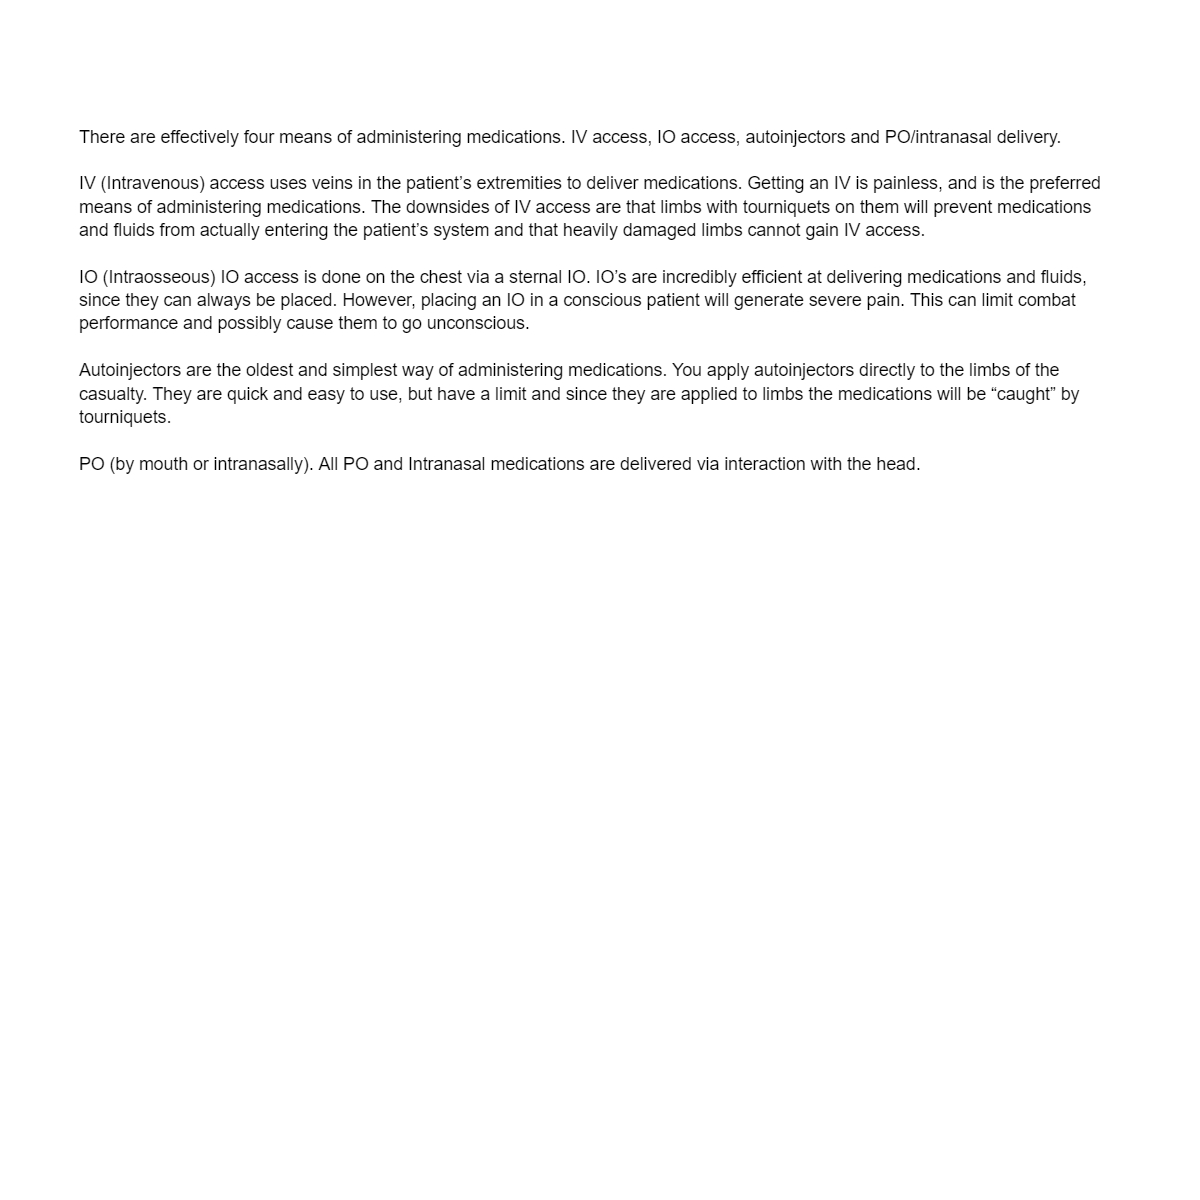 There are effectively four means of administering medications. IV access, IO access, autoinjectors and PO/intranasal delivery.
IV (Intravenous) access uses veins in the patient’s extremities to deliver medications. Getting an IV is painless, and is the preferred
means of administering medications. The downsides of IV access are that limbs with tourniquets on them will prevent medications
and fluids from actually entering the patient’s system and that heavily damaged limbs cannot gain IV access.
IO (Intraosseous) IO access is done on the chest via a sternal IO. IO’s are incredibly efficient at delivering medications and fluids,
since they can always be placed. However, placing an IO in a conscious patient will generate severe pain. This can limit combat
performance and possibly cause them to go unconscious.
Autoinjectors are the oldest and simplest way of administering medications. You apply autoinjectors directly to the limbs of the
casualty. They are quick and easy to use, but have a limit and since they are applied to limbs the medications will be “caught” by
tourniquets.
PO (by mouth or intranasally). All PO and Intranasal medications are delivered via interaction with the head.